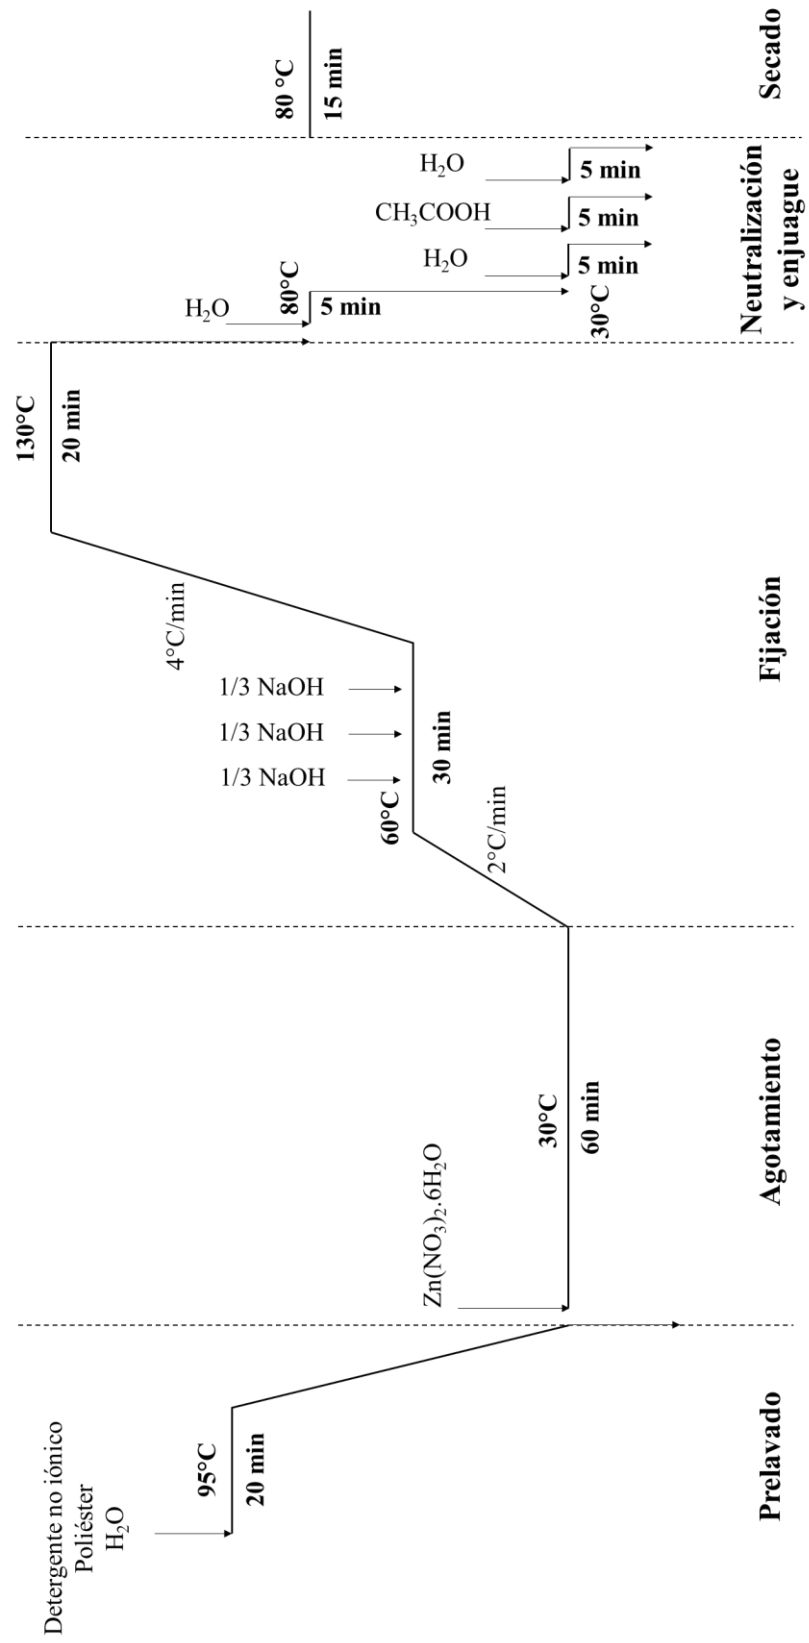 Detergente no iónico
Poliéster
H₂O
95°C
20 min
Prelavado
Zn(NO₃)₂.6H₂O
30°C
60 min
Agotamiento
2°C/min
60°C
30 min
1/3 NaOH
1/3 NaOH
1/3 NaOH
4°C/min
130°C
20 min
Fijación
H₂O
80°C
5 min
30°C
H₂O
5 min
CH₃COOH
5 min
H₂O
5 min
Neutralización
y enjuague
80 °C
15 min
Secado